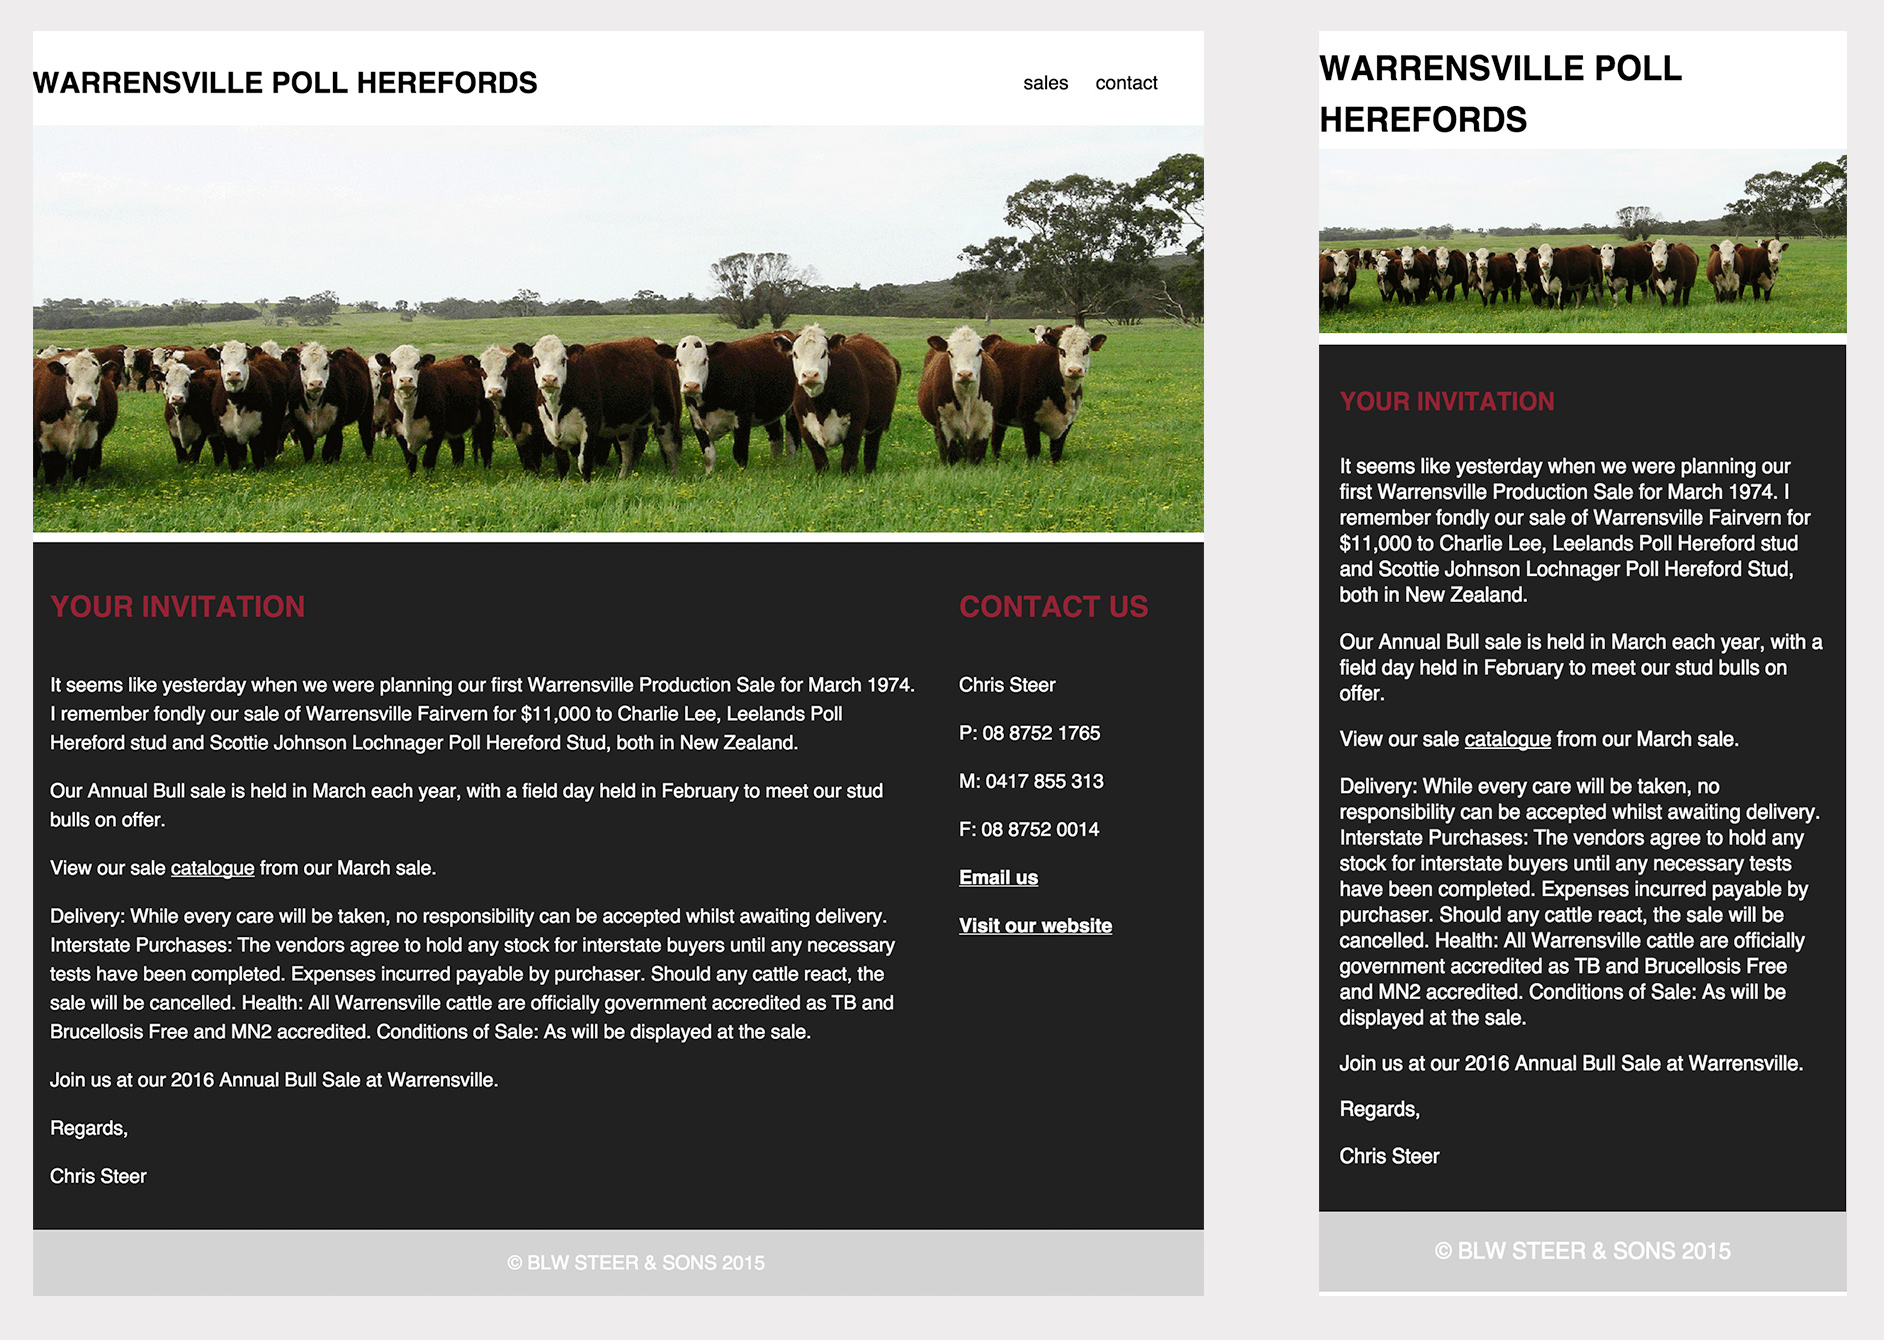 WARRENSVILLE POLL HEREFORDS
sales contact
YOUR INVITATION
It seems like yesterday when we were planning our first Warrensville Production Sale for March 1974.
I remember fondly our sale of Warrensville Fairvern for $11,000 to Charlie Lee, Leelands Poll
Hereford stud and Scottie Johnson Lochnager Poll Hereford Stud, both in New Zealand.
Our Annual Bull sale is held in March each year, with a field day held in February to meet our stud
bulls on offer.
View our sale catalogue from our March sale.
Delivery: While every care will be taken, no responsibility can be accepted whilst awaiting delivery.
Interstate Purchases: The vendors agree to hold any stock for interstate buyers until any necessary
tests have been completed. Expenses incurred payable by purchaser. Should any cattle react, the
sale will be cancelled. Health: All Warrensville cattle are officially government accredited as TB and
Brucellosis Free and MN2 accredited. Conditions of Sale: As will be displayed at the sale.
Join us at our 2016 Annual Bull Sale at Warrensville.
Regards,
Chris Steer
CONTACT US
Chris Steer
P: 08 8752 1765
M: 0417 855 313
F: 08 8752 0014
Email us
Visit our website
© BLW STEER & SONS 2015
WARRENSVILLE POLL
HEREFORDS
YOUR INVITATION
It seems like yesterday when we were planning our
first Warrensville Production Sale for March 1974. I
remember fondly our sale of Warrensville Fairvern for
$11,000 to Charlie Lee, Leelands Poll Hereford stud
and Scottie Johnson Lochnager Poll Hereford Stud,
both in New Zealand.
Our Annual Bull sale is held in March each year, with a
field day held in February to meet our stud bulls on
offer.
View our sale catalogue from our March sale.
Delivery: While every care will be taken, no
responsibility can be accepted whilst awaiting delivery.
Interstate Purchases: The vendors agree to hold any
stock for interstate buyers until any necessary tests
have been completed. Expenses incurred payable by
purchaser. Should any cattle react, the sale will be
cancelled. Health: All Warrensville cattle are officially
government accredited as TB and Brucellosis Free
and MN2 accredited. Conditions of Sale: As will be
displayed at the sale.
Join us at our 2016 Annual Bull Sale at Warrensville.
Regards,
Chris Steer
© BLW STEER & SONS 2015